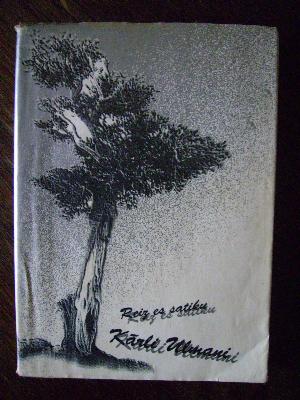 Reiz es satiku
Kārli Ulmani